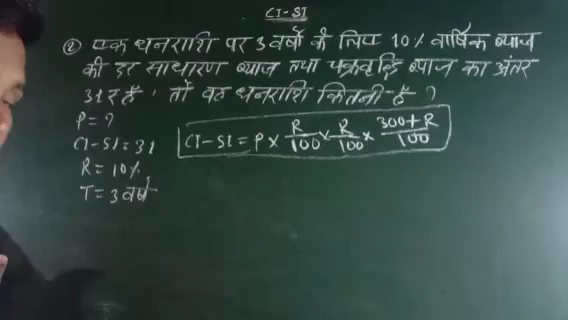 CI-SI
(2) एक धनराशि पर 3 वर्षो के लिए 10% वार्षिक ब्याज
की दर साधारण ब्याज तथा चक्रवृद्धि ब्याज का अंतर
31 र है। तो वह धनराशि कितनी है ?
P = ?
CI-SI = 31
R = 10%
T = 3 वर्ष
CI-SI = P × R/100 × R/100 × 300+R/100